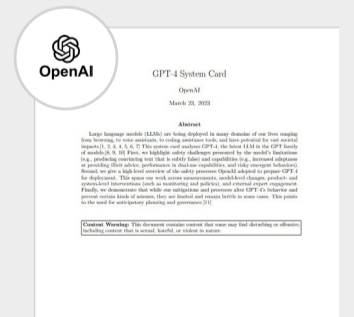 OpenAI
GPT-4 System Card
OpenAI
March 23, 2023
Abstract
Large language models (LLMs) are being deployed in many domains of our lives ranging
from browsing, to voice assistants, to coding assistance tools, and have potential for vast societal
impacts.[1, 2, 3, 4, 5, 6, 7] This system card analyzes GPT-4, the latest LLM in the GPT family
of models.[8, 9, 10] First, we highlight safety challenges presented by the model's limitations
(e.g., producing convincing text that is subtly false) and capabilities (e.g., increased adeptness
at providing illicit advice, performance in dual-use capabilities, and risky emergent behaviors).
Second, we give a high-level overview of the safety processes OpenAI adopted to prepare GPT-4
for deployment. This spans our work across measurements, model-level changes, product- and
system-level interventions (such as monitoring and policies), and external expert engagement.
Finally, we demonstrate that while our mitigations and processes alter GPT-4's behavior and
prevent certain kinds of misuses, they are limited and remain brittle in some cases. This points
to the need for anticipatory planning and governance.[11]
Content Warning: This document contains content that some may find disturbing or offensive,
including content that is sexual, hateful, or violent in nature.